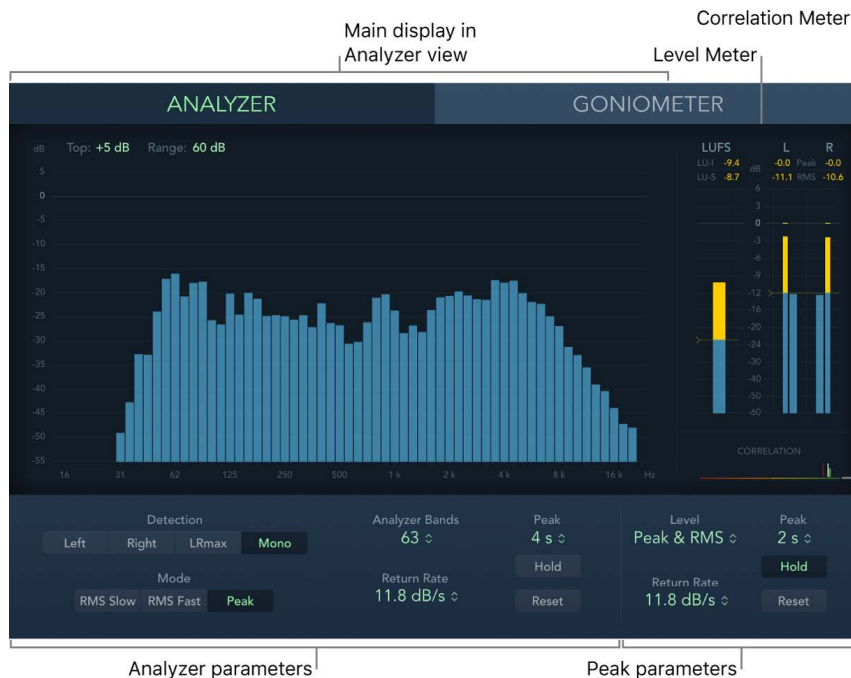 Correlation Meter
Main display in
Analyzer view
Level Meter
ANALYZER
GONIOMETER
dB Top: +5 dB Range: 60 dB
5
0
-5
-10
-15
-20
-25
-30
-35
-40
-45
-50
-55
16 31 62 125 250 500 1 k 2 k 4 k 8 k 16 k Hz
LUFS L R
LU-I -9.4 -0.0 Peak -0.0
LU-S -8.7 dB -11.1 RMS -10.6
6
3
0
-3
-6
-9
-12
-16
-20
-24
-30
-40
-50
-60
CORRELATION
Detection
Left Right LRmax Mono
Mode
RMS Slow RMS Fast Peak
Analyzer Bands
63
Return Rate
11.8 dB/s
Peak
4 s
Hold
Reset
Level
Peak & RMS
Return Rate
11.8 dB/s
Peak
2 s
Hold
Reset
Analyzer parameters
Peak parameters